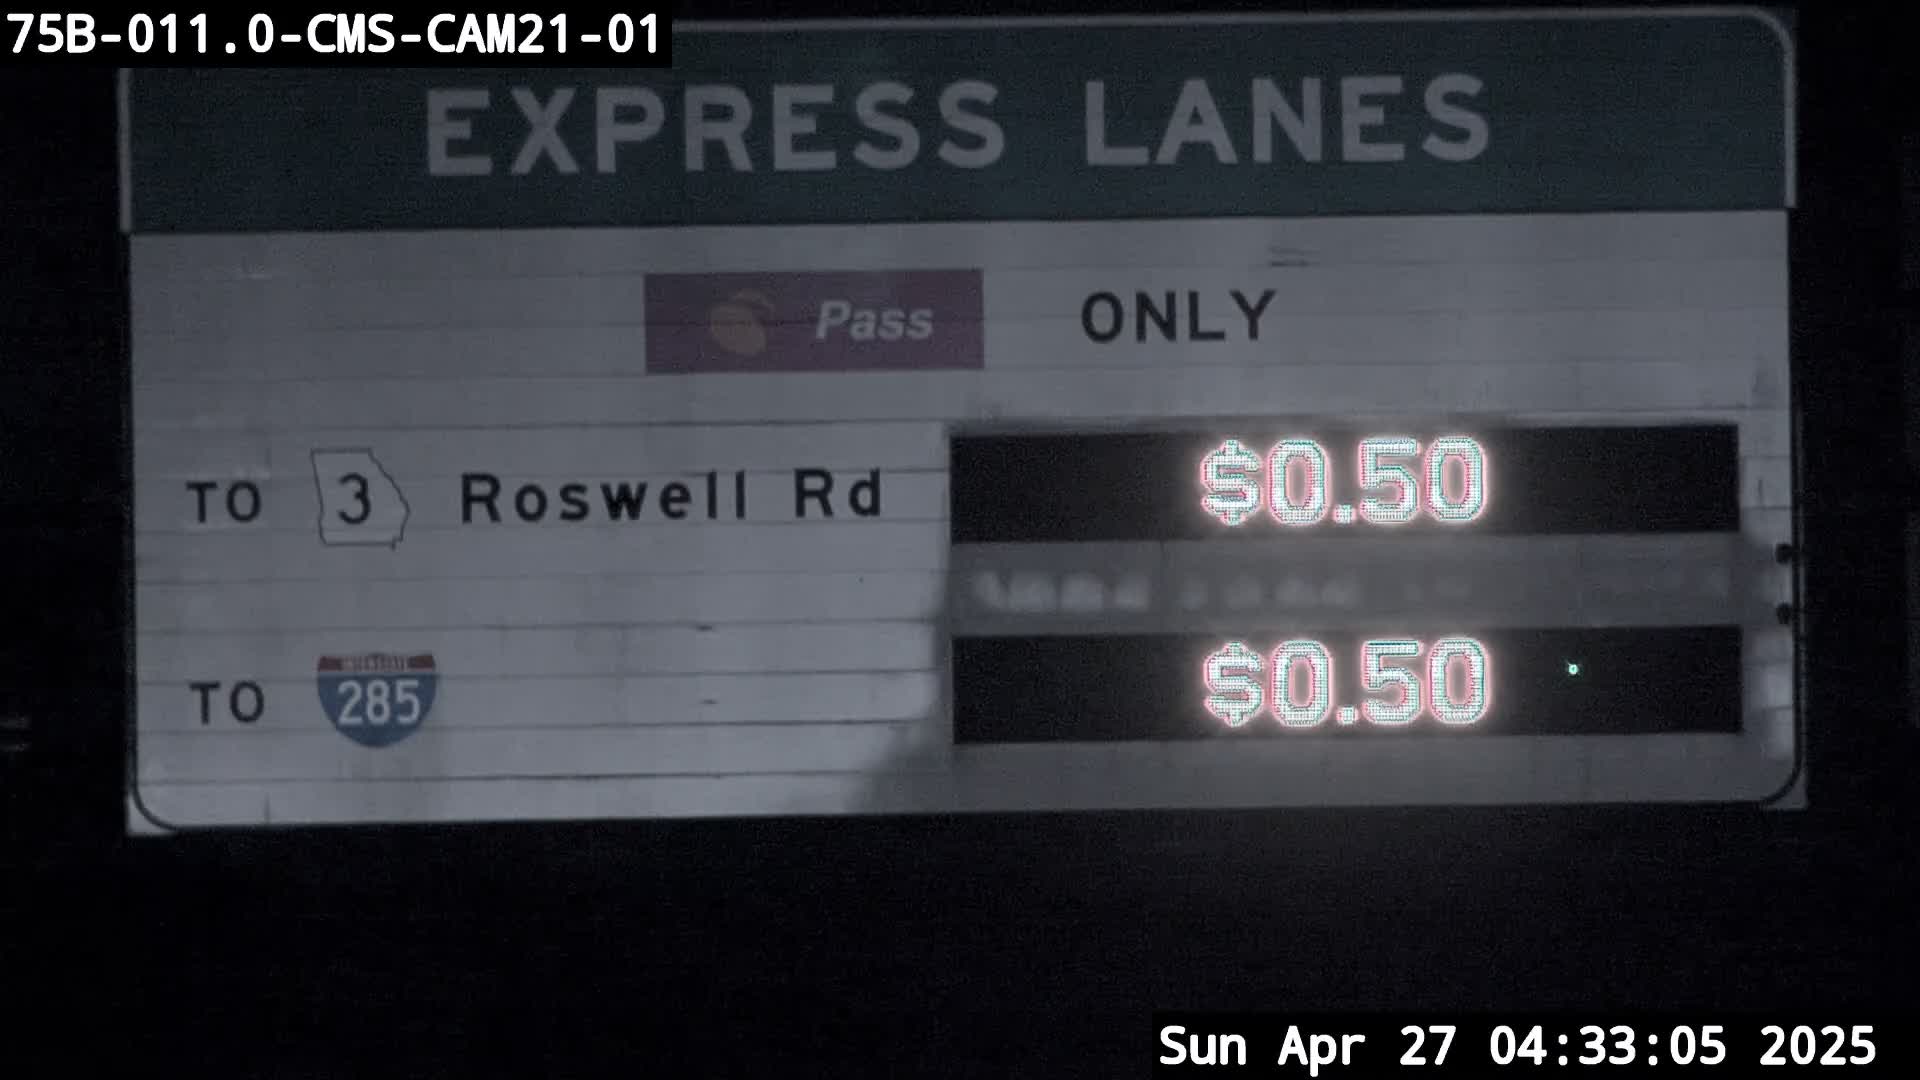 75B-011.0-CMS-CAM21-01
EXPRESS LANES
Pass ONLY
TO 3 Roswell Rd $0.50
TO 285 $0.50
Sun Apr 27 04:33:05 2025